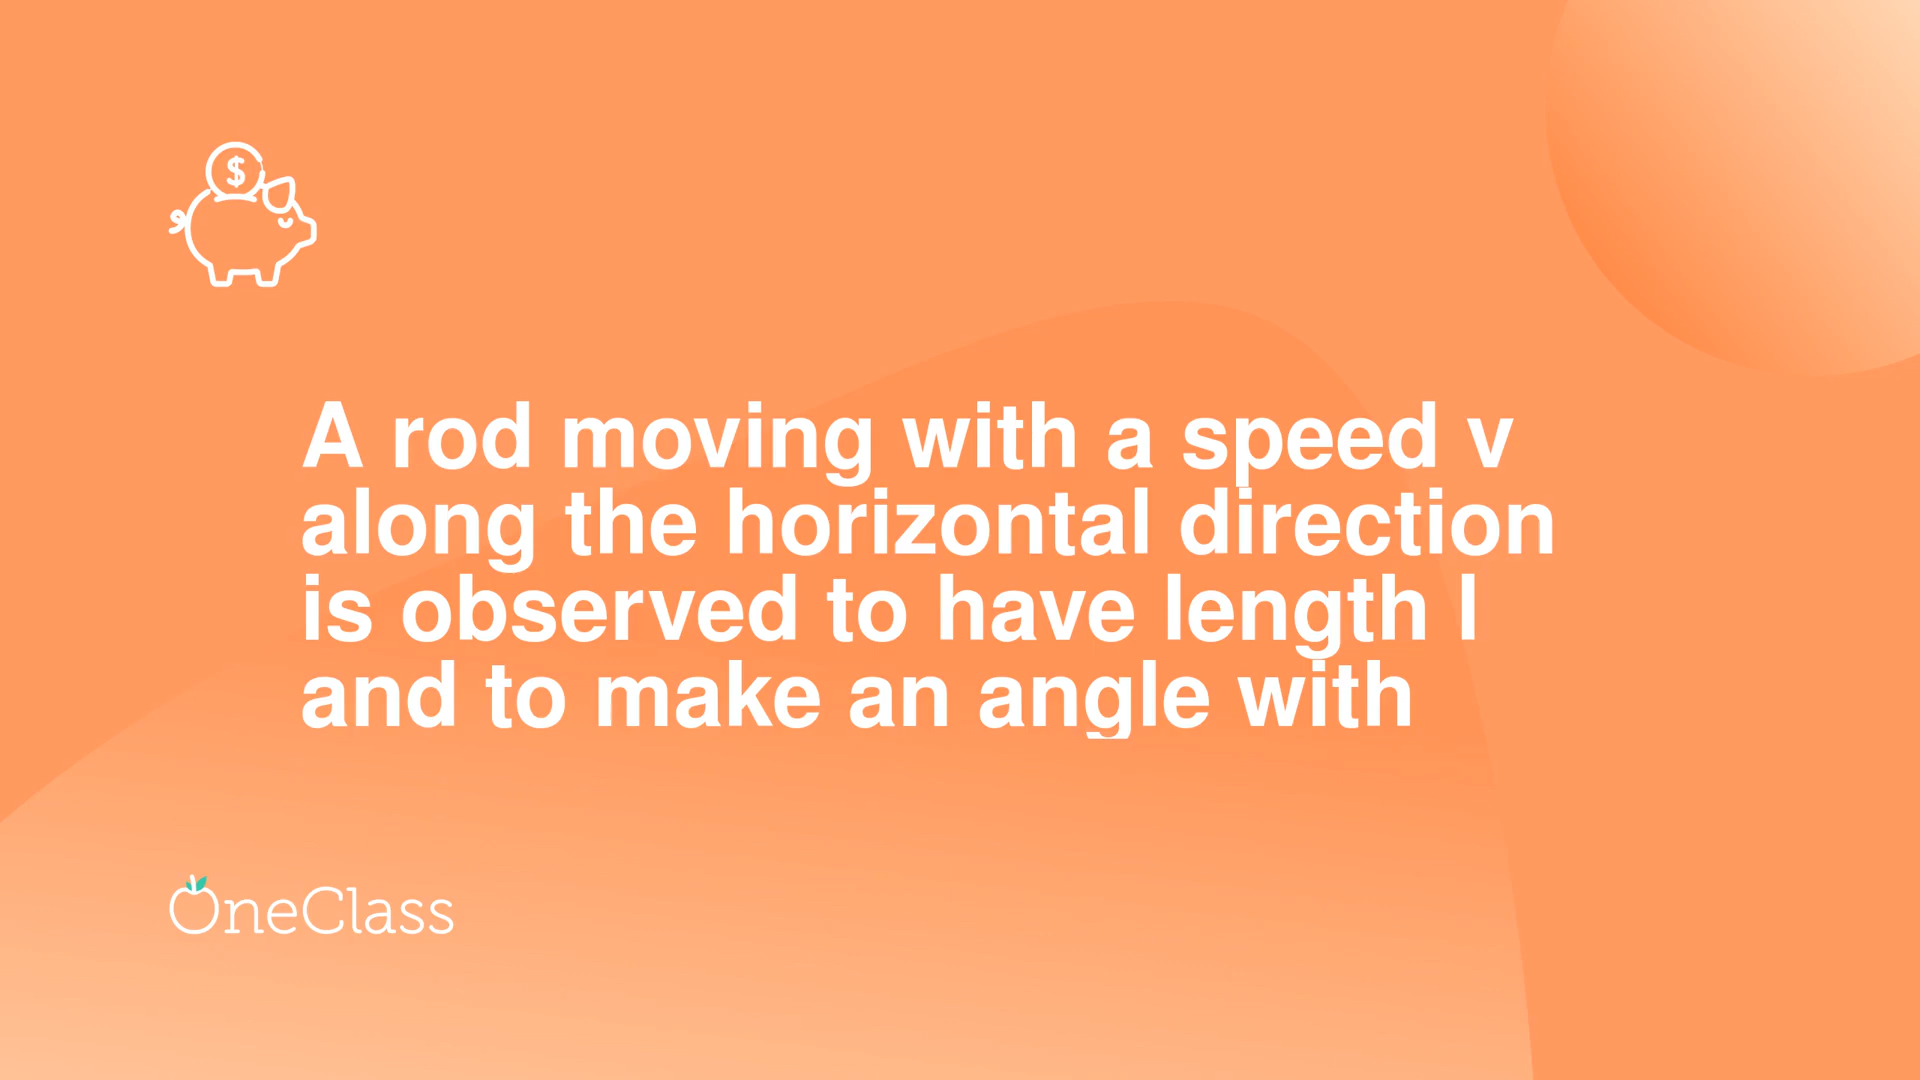 $
A rod moving with a speed v
along the horizontal direction
is observed to have length l
and to make an angle with
OneClass